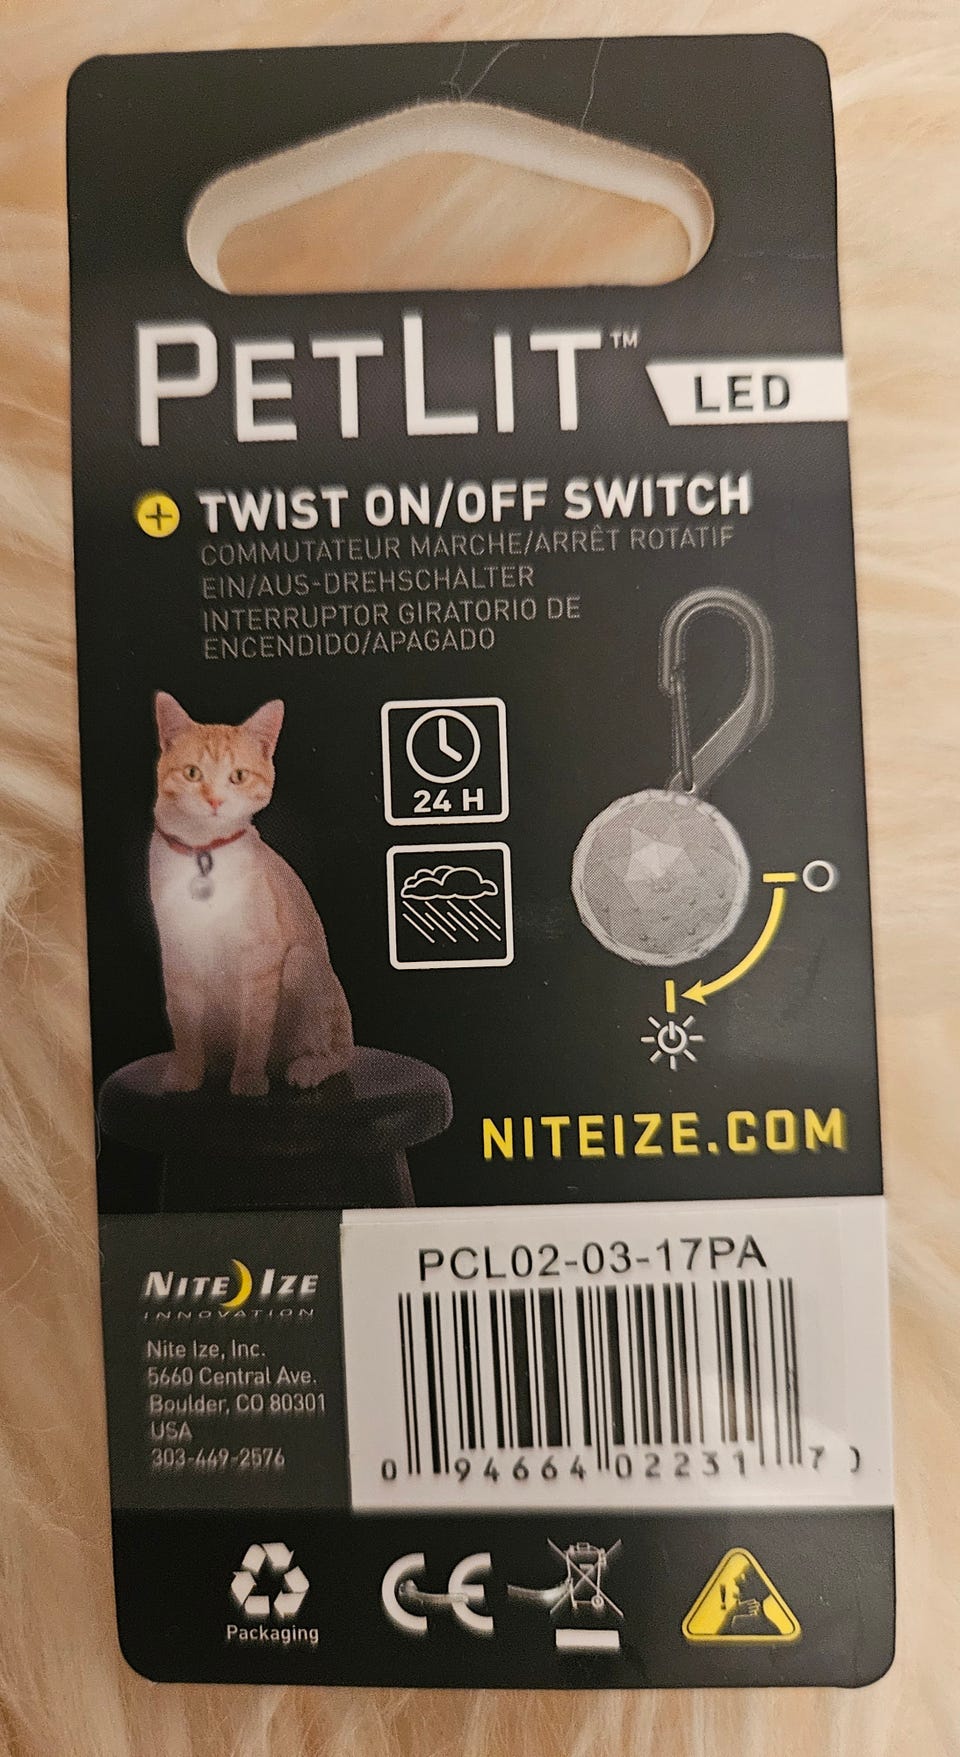 PETLIT™
LED
TWIST ON/OFF SWITCH
COMMUTATEUR MARCHE/ARRÊT ROTATIF
EIN/AUS-DREHSCHALTER
INTERRUPTOR GIRATORIO DE
ENCENDIDO/APAGADO
24 H
NITEIZE.COM
PCL02-03-17PA
0 94664 02231 7
NITE IZE
INNOVATION
Nite Ize, Inc.
5660 Central Ave.
Boulder, CO 80301
USA
303-449-2576
Packaging
CE